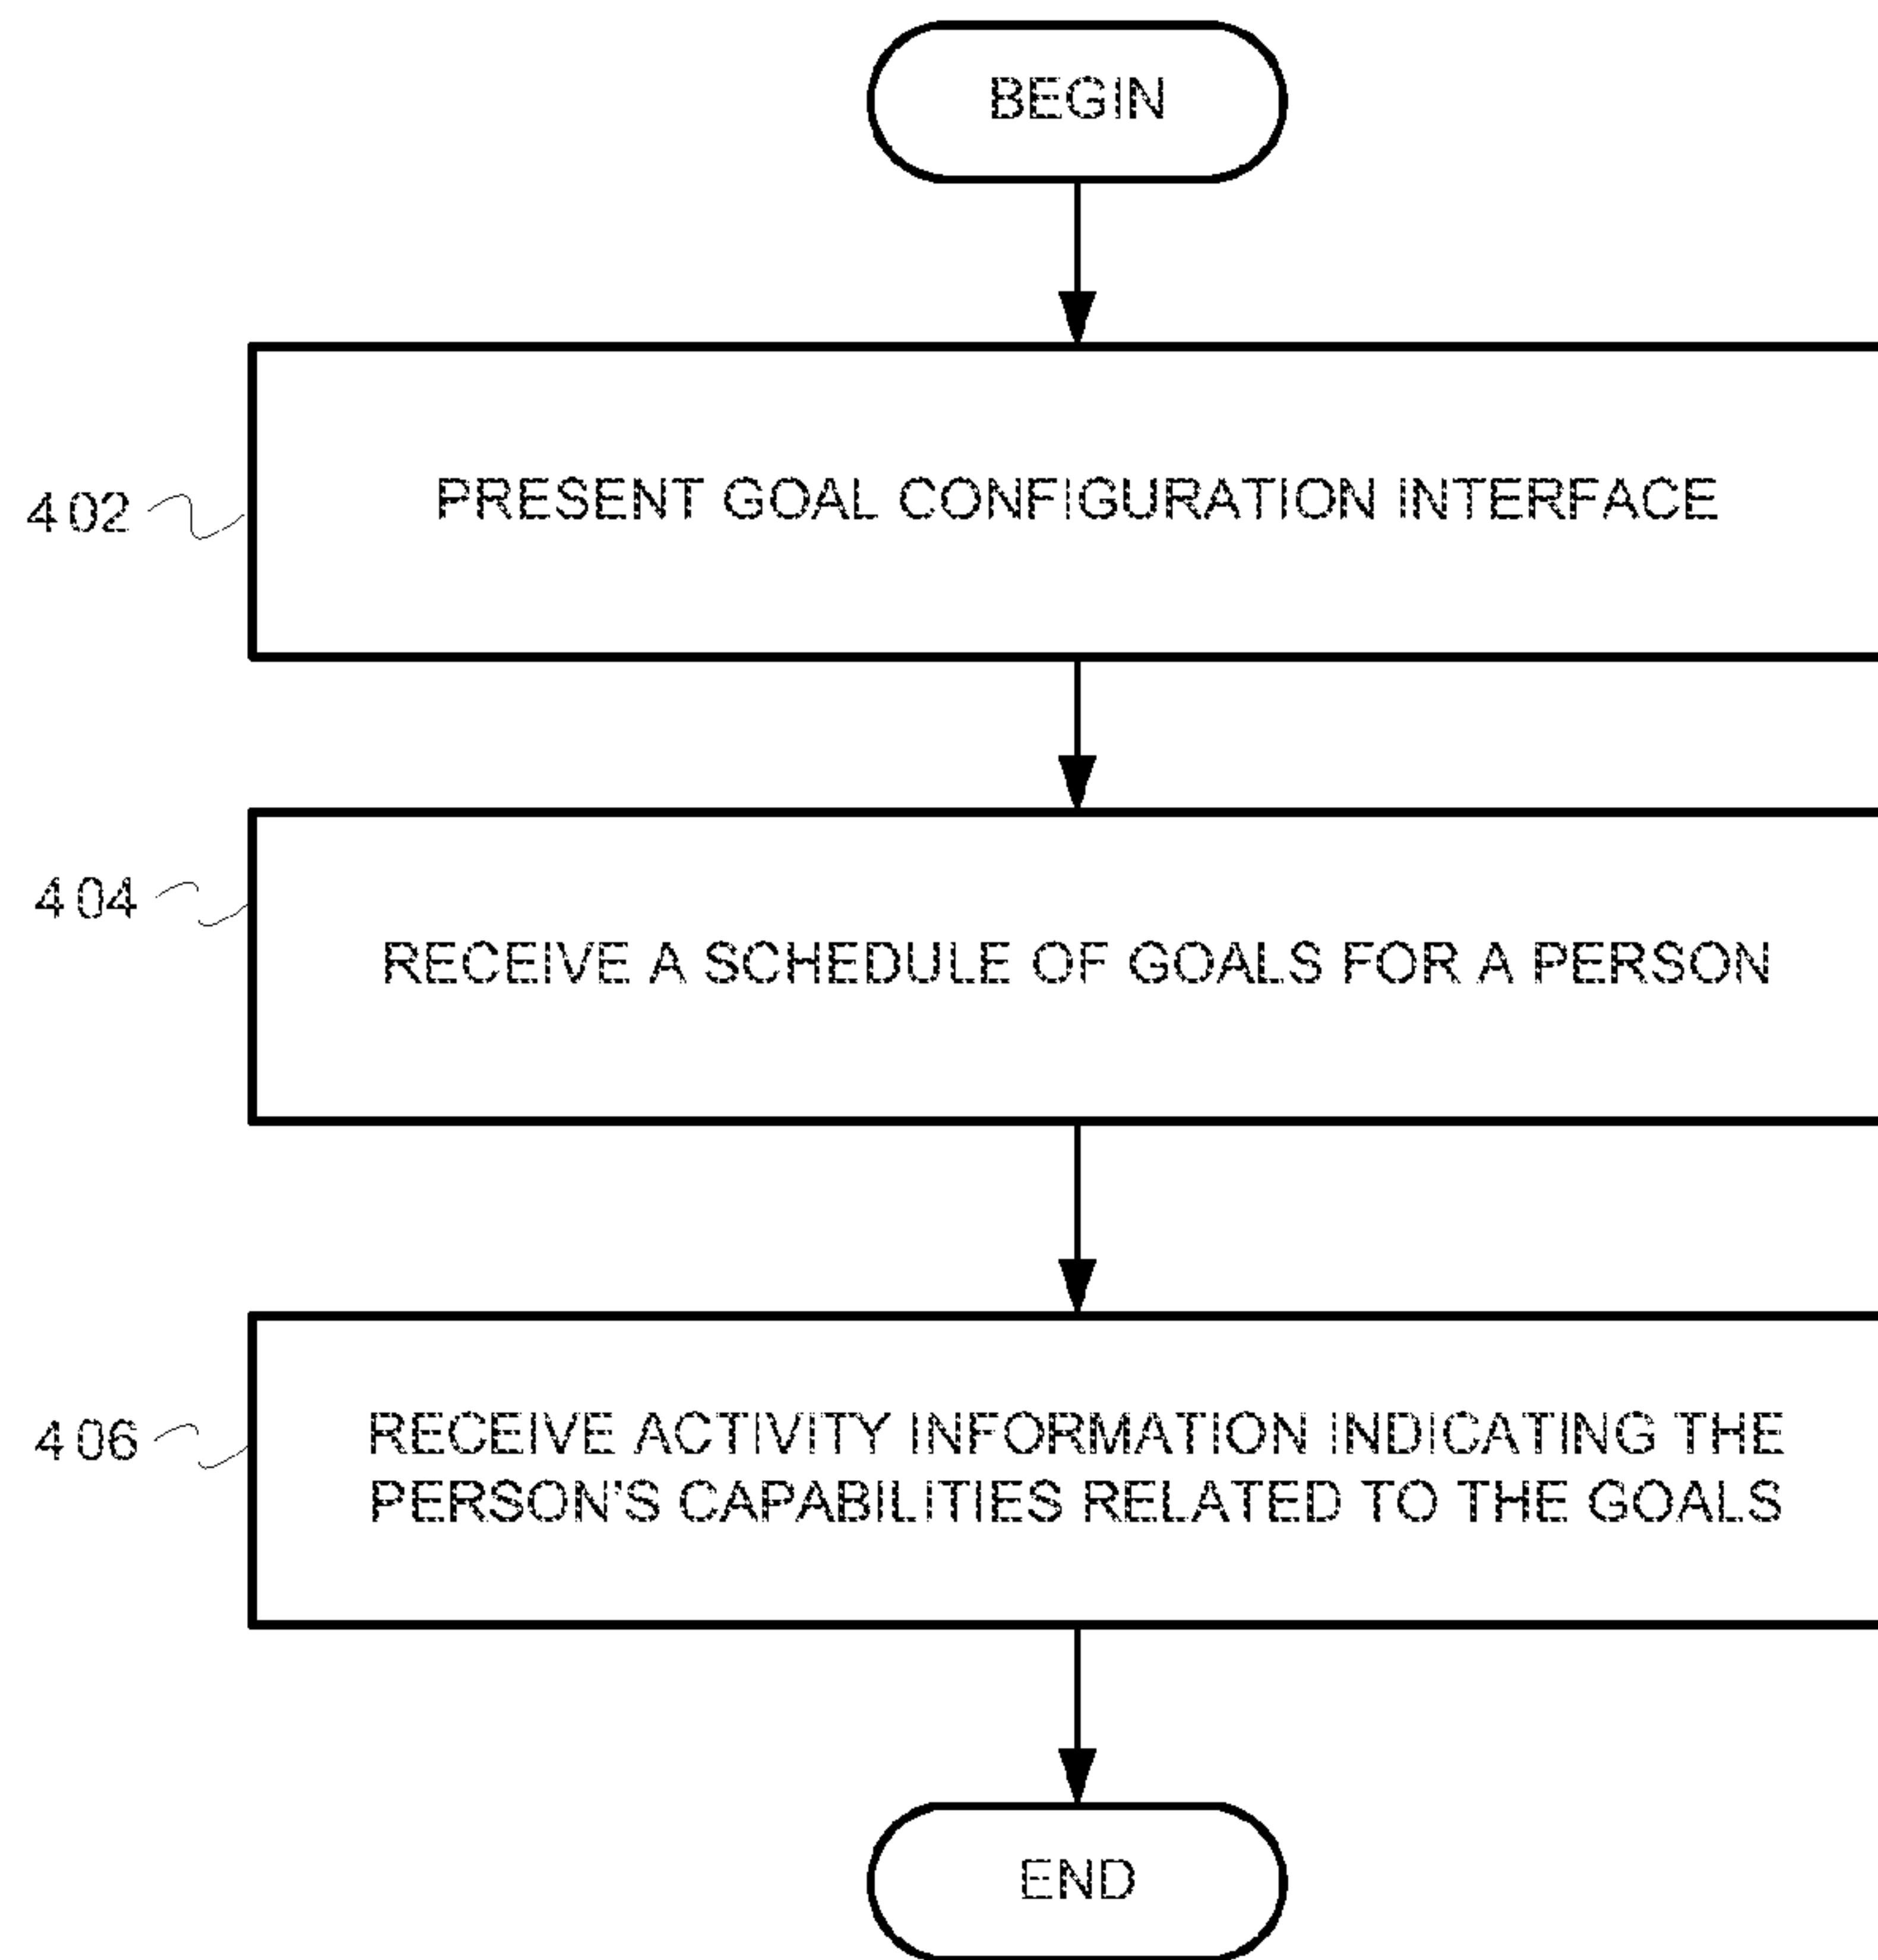 BEGIN
402
PRESENT GOAL CONFIGURATION INTERFACE
404
RECEIVE A SCHEDULE OF GOALS FOR A PERSON
406
RECEIVE ACTIVITY INFORMATION INDICATING THE
PERSON'S CAPABILITIES RELATED TO THE GOALS
END